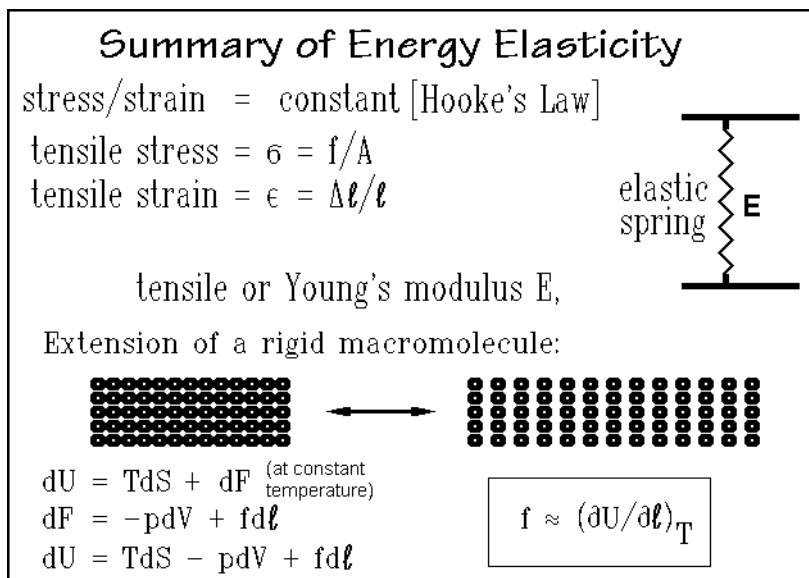 Summary of Energy Elasticity
stress/strain = constant [Hooke's Law]
tensile stress = σ = f/A
tensile strain = ϵ = Δℓ/ℓ
elastic
spring
E
tensile or Young's modulus E,
Extension of a rigid macromolecule:
dU = TdS + dF (at constant
temperature)
dF = -pdV + fdℓ
dU = TdS - pdV + fdℓ
f ≈ (∂U/∂ℓ)T